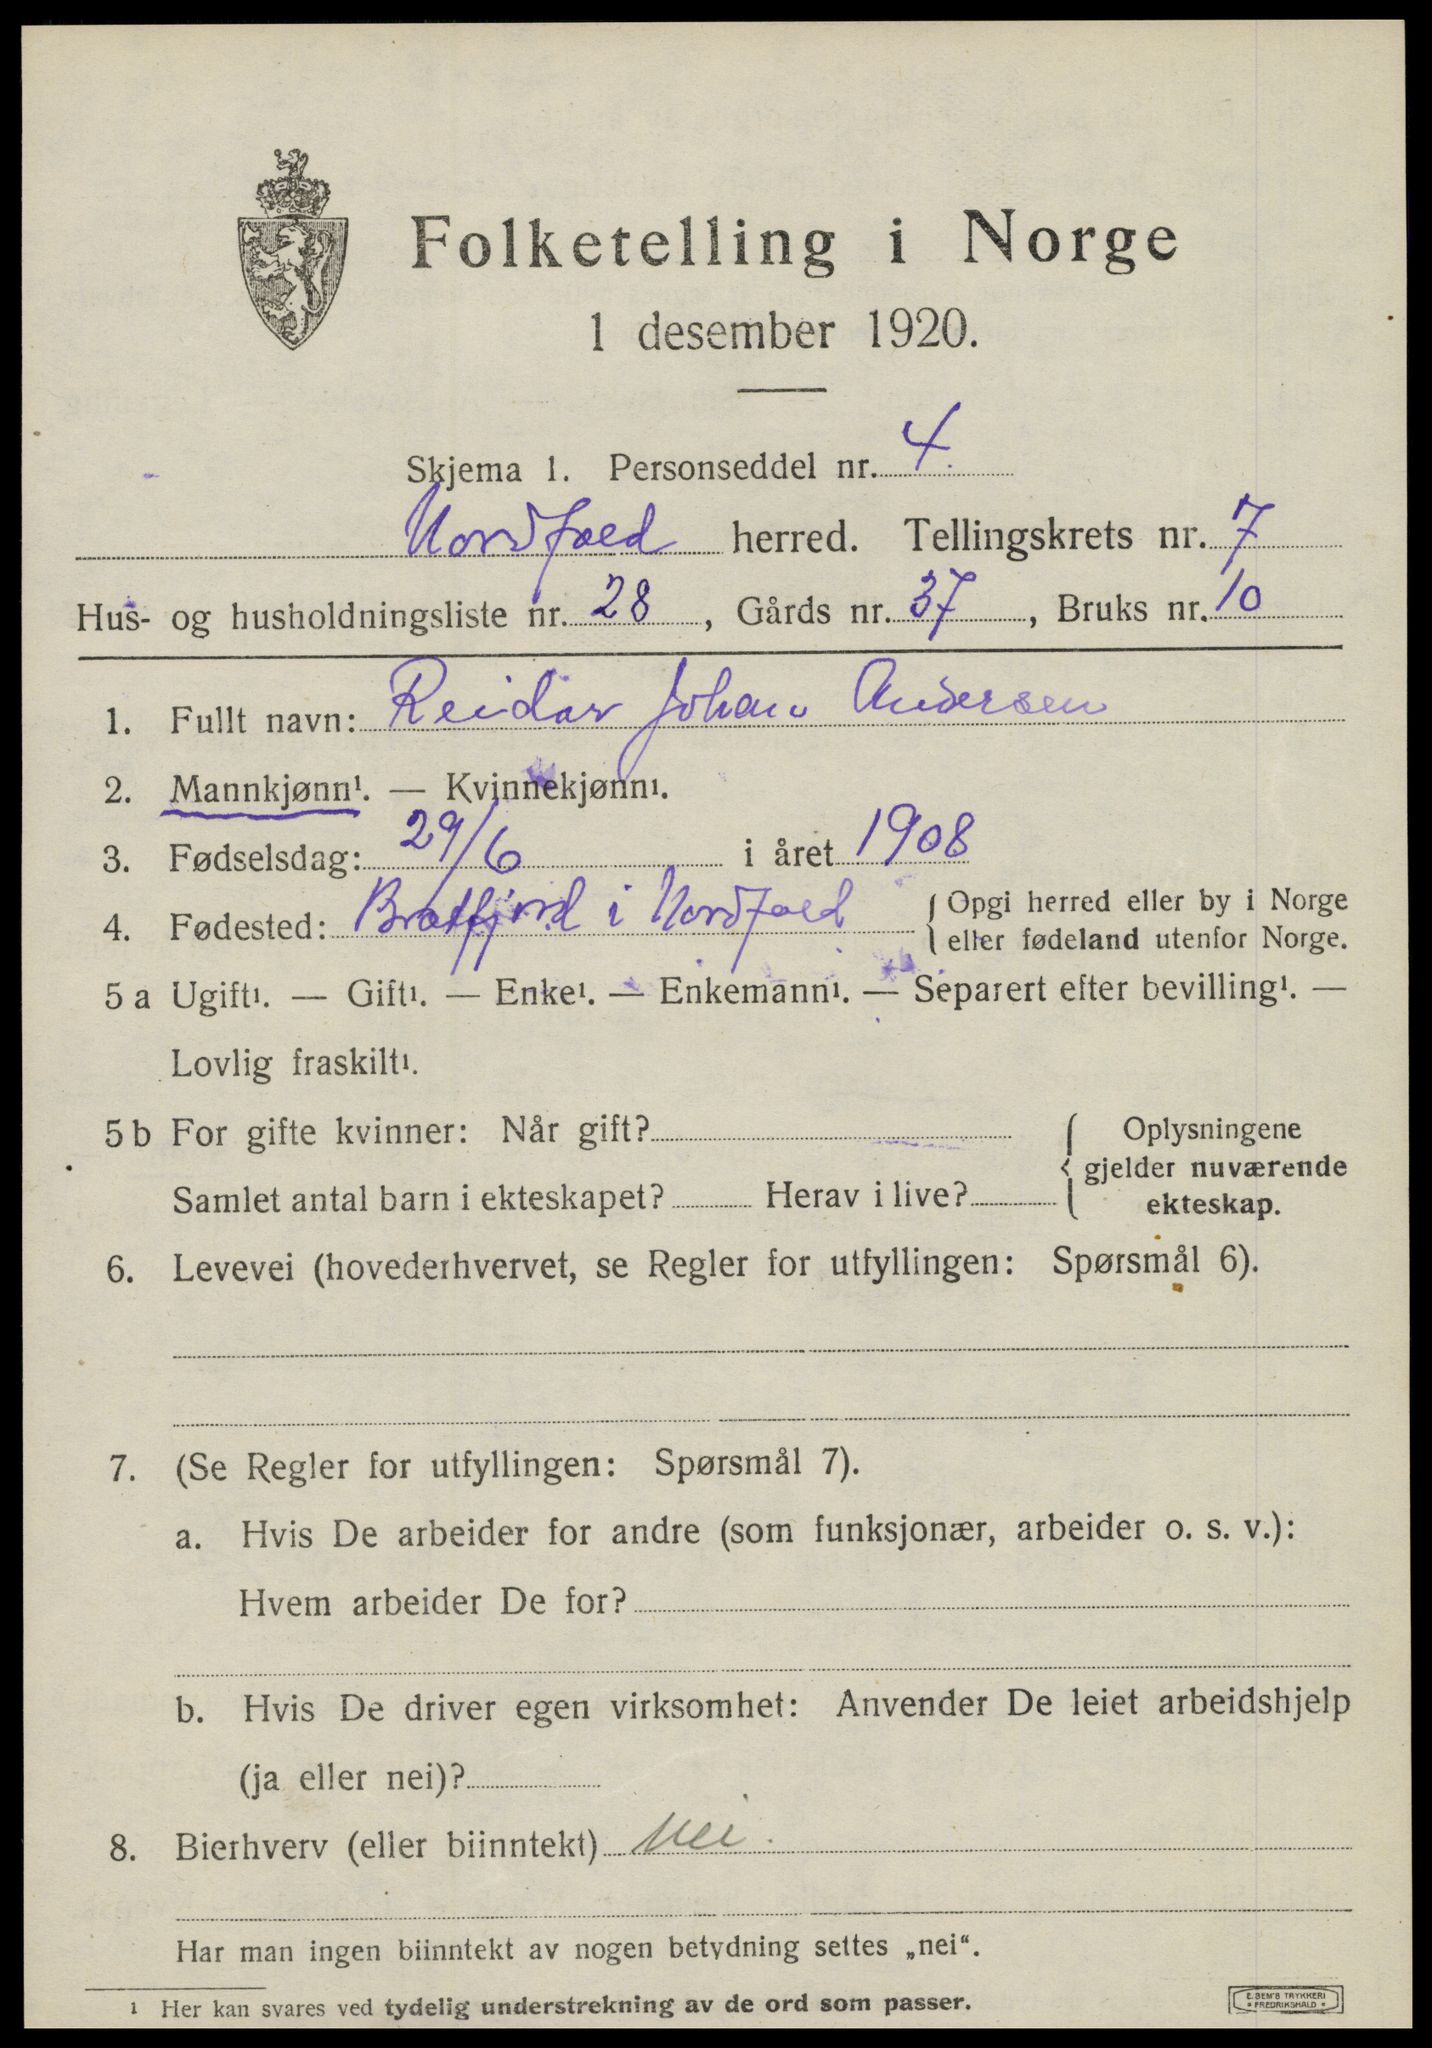 Folketelling i Norge
1 desember 1920.
Skjema 1. Personseddel nr. 4.
Nordfold herred. Tellingskrets nr. 7
Hus- og husholdningsliste nr. 28, Gårds nr. 37, Bruks nr. 10
1. Fullt navn: Reidar Johan Andersen
2. Mannkjønn¹. — Kvinnekjønn¹.
3. Fødselsdag: 29/6 i året 1908
4. Fødested: Brattfjord i Nordfold {Opgi herred eller by i Norge
eller fødeland utenfor Norge.
5 a Ugift¹. — Gift¹. — Enke¹. — Enkemann¹. — Separert efter bevilling¹. —
Lovlig fraskilt¹.
5 b For gifte kvinner: Når gift?
Samlet antal barn i ekteskapet? Herav i live?
{Oplysningene
gjelder nuværende
ekteskap.
6. Levevei (hovederhvervet, se Regler for utfyllingen: Spørsmål 6).
7. (Se Regler for utfyllingen: Spørsmål 7).
a. Hvis De arbeider for andre (som funksjonær, arbeider o. s. v.):
Hvem arbeider De for?
b. Hvis De driver egen virksomhet: Anvender De leiet arbeidshjelp
(ja eller nei)?
8. Bierhverv (eller biinntekt) Nei.
Har man ingen biinntekt av nogen betydning settes „nei“.
¹ Her kan svares ved tydelig understrekning av de ord som passer.
E. SEM'S TRYKKERI
* FREDRIKSHALD *